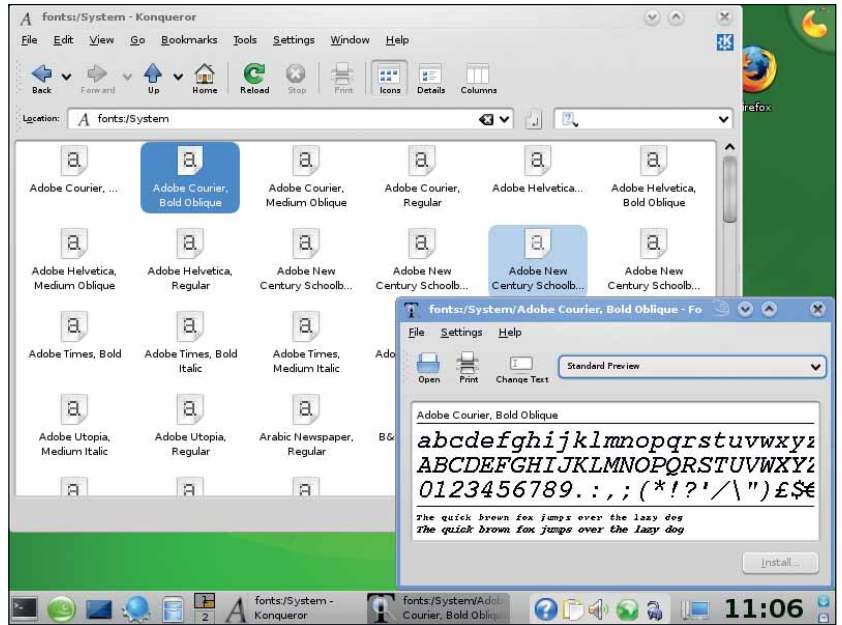 fonts:/System - Konqueror
File Edit View Go Bookmarks Tools Settings Window Help
Back Forward Up Home Reload Stop Print Icons Details Columns
Location: fonts:/System
Adobe Courier, ...
Adobe Courier, Bold Oblique
Adobe Courier, Medium Oblique
Adobe Courier, Regular
Adobe Helvetica...
Adobe Helvetica, Bold Oblique
Adobe Helvetica, Medium Oblique
Adobe Helvetica, Regular
Adobe New Century Schoolb...
Adobe New Century Schoolb...
Adobe New Century Schoolb...
Adobe New Century Schoolb...
Adobe Times, Bold
Adobe Times, Bold Italic
Adobe Times, Medium Italic
Ado
Adobe Utopia, Medium Italic
Adobe Utopia, Regular
Arabic Newspaper, Regular
B&
irefox
fonts:/System/Adobe Courier, Bold Oblique - Fo
File Settings Help
Open Print Change Text Standard Preview
Adobe Courier, Bold Oblique
abcdefghijklmnopqrstuvwxyz
ABCDEFGHIJKLMNOPQRSTUVWXYZ
0123456789.:,;(*!?'/\")£$€
The quick brown fox jumps over the lazy dog
The quick brown fox jumps over the lazy dog
Install...
2
fonts:/System - Konqueror
fonts:/System/Adob
Courier, Bold Obliqu
11:06